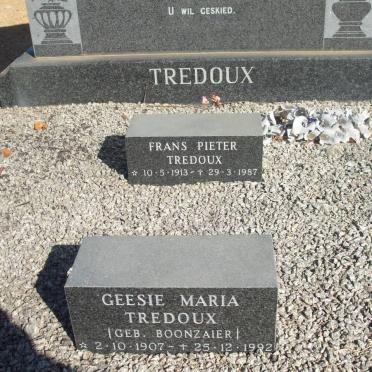 U WIL GESKIED.
TREDOUX
FRANS PIETER
TREDOUX
* 10·5·1913 - ✝ 29·3·1987
GEESIE MARIA
TREDOUX
(GEB. BOONZAIER)
* 2·10·1907 - ✝ 25·12·1992